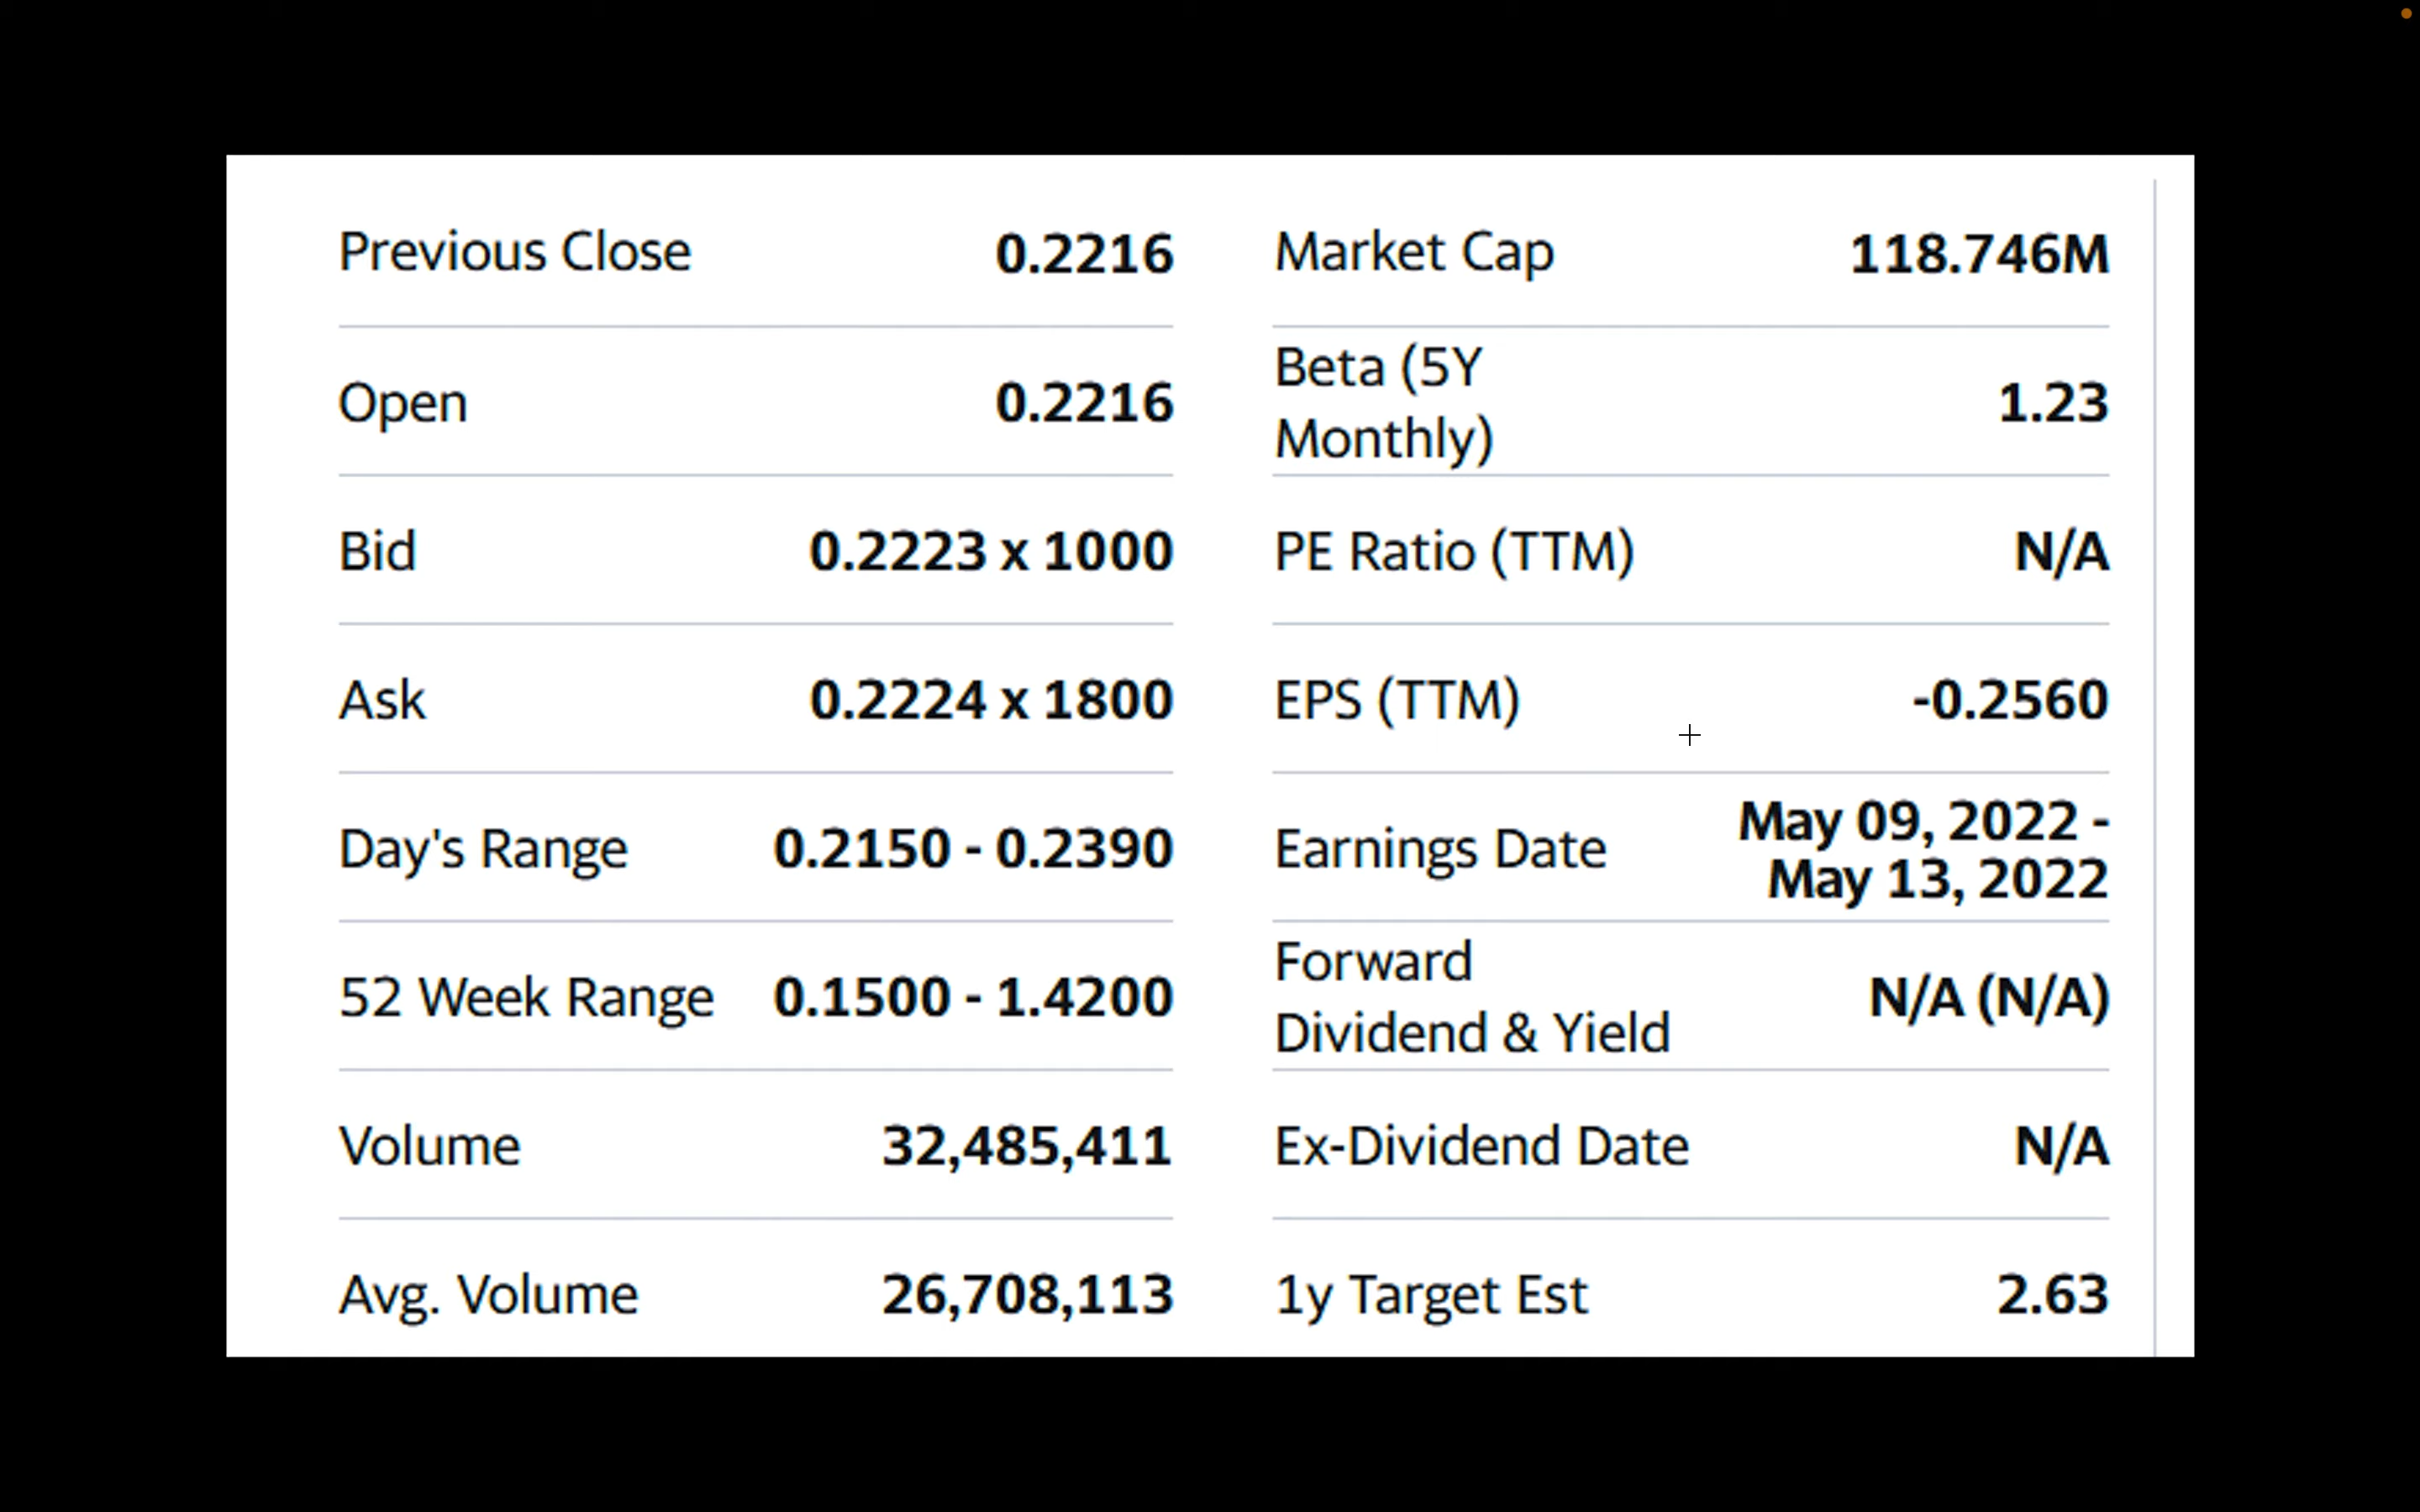 Previous Close 0.2216
Open 0.2216
Bid 0.2223 x 1000
Ask 0.2224 x 1800
Day's Range 0.2150 - 0.2390
52 Week Range 0.1500 - 1.4200
Volume 32,485,411
Avg. Volume 26,708,113
Market Cap 118.746M
Beta (5Y
Monthly) 1.23
PE Ratio (TTM) N/A
EPS (TTM) -0.2560
Earnings Date May 09, 2022 -
May 13, 2022
Forward
Dividend & Yield N/A (N/A)
Ex-Dividend Date N/A
1y Target Est 2.63